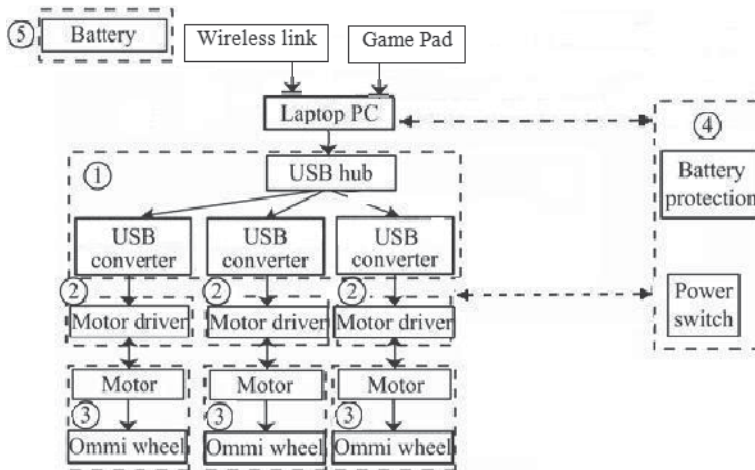 ⑤ Battery
Wireless link
Game Pad
Laptop PC
④
① USB hub
Battery
protection
USB
converter
USB
converter
USB
converter
② ② ②
Power
switch
Motor driver
Motor driver
Motor driver
Motor
Motor
Motor
③ ③ ③
Ommi wheel
Ommi wheel
Ommi wheel